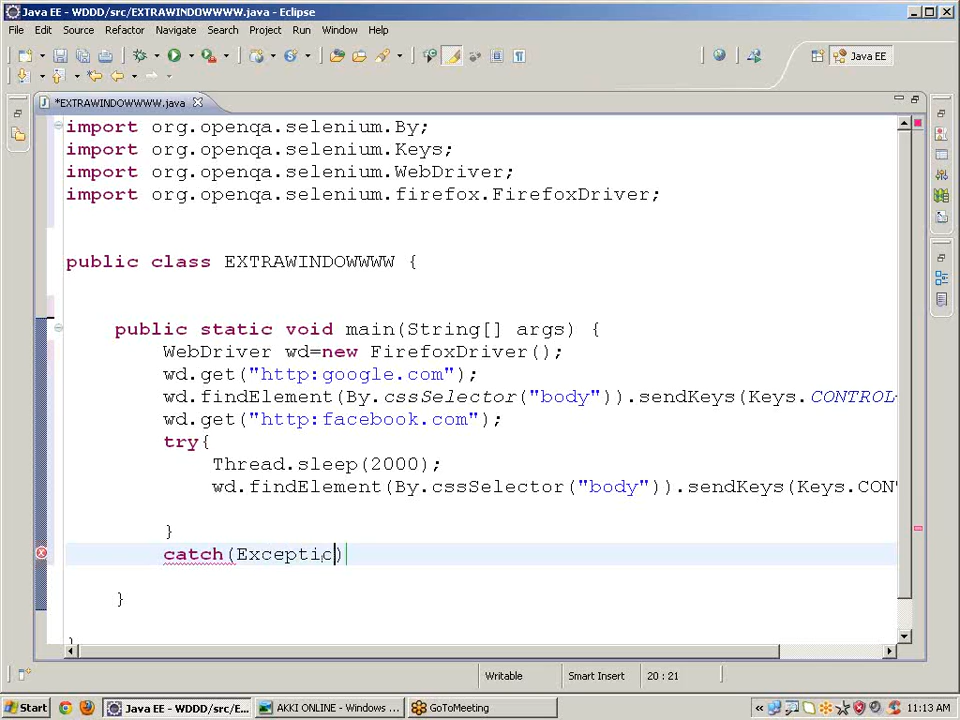 Java EE - WDDD/src/EXTRAWINDOWWWW.java - Eclipse
File Edit Source Refactor Navigate Search Project Run Window Help
Java EE
*EXTRAWINDOWWWW.java
import org.openqa.selenium.By;
import org.openqa.selenium.Keys;
import org.openqa.selenium.WebDriver;
import org.openqa.selenium.firefox.FirefoxDriver;
public class EXTRAWINDOWWWW {
public static void main(String[] args) {
WebDriver wd=new FirefoxDriver();
wd.get("http:google.com");
wd.findElement(By.cssSelector("body")).sendKeys(Keys.CONTROL
wd.get("http:facebook.com");
try{
Thread.sleep(2000);
wd.findElement(By.cssSelector("body")).sendKeys(Keys.CON
}
catch(Exceptic)
}
}
Writable Smart Insert 20 : 21
Start Java EE - WDDD/src/E... AKKI ONLINE - Windows ... GoToMeeting 11:13 AM